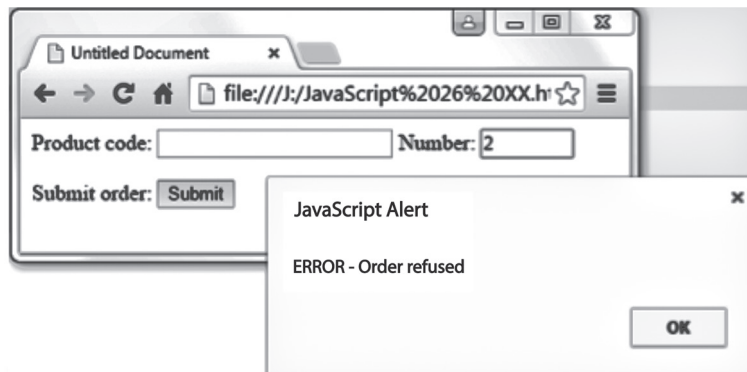 Untitled Document
file:///J:/JavaScript%2026%20XX.h
Product code: Number: 2
Submit order: Submit
JavaScript Alert
ERROR - Order refused
OK